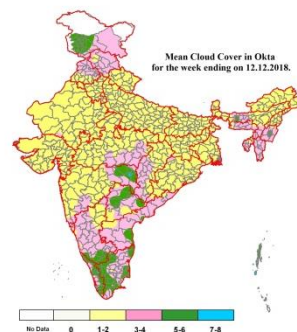 Mean Cloud Cover in Okta
for the week ending on 12.12.2018.
No Data 0 1-2 3-4 5-6 7-8